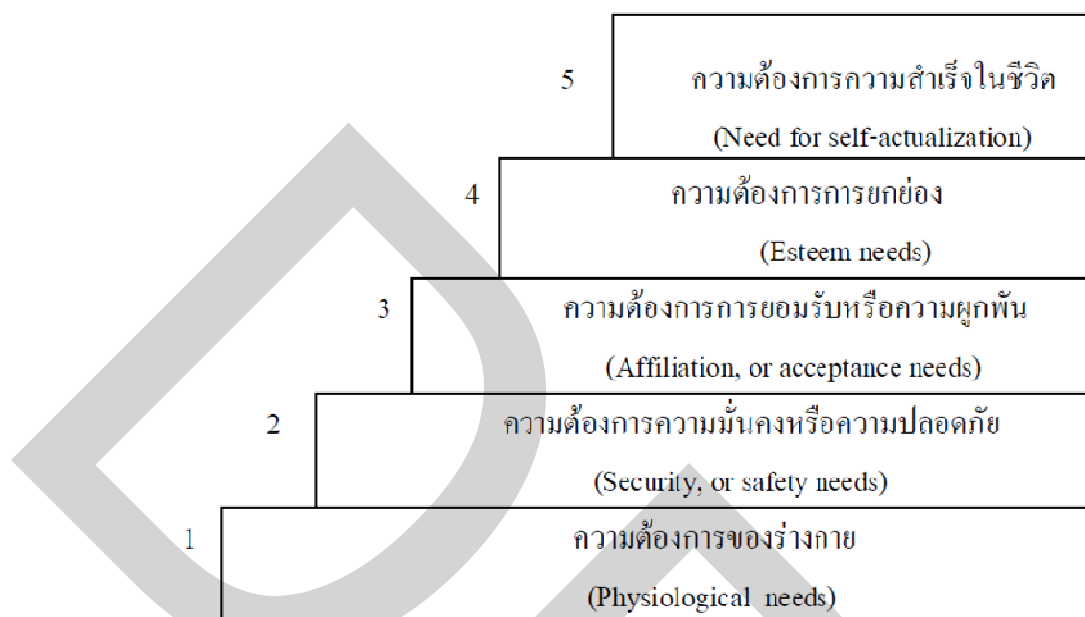 5 ความต้องการความสำเร็จในชีวิต
(Need for self-actualization)
4 ความต้องการการยกย่อง
(Esteem needs)
3 ความต้องการการยอมรับหรือความผูกพัน
(Affiliation, or acceptance needs)
2 ความต้องการความมั่นคงหรือความปลอดภัย
(Security, or safety needs)
1 ความต้องการของร่างกาย
(Physiological needs)